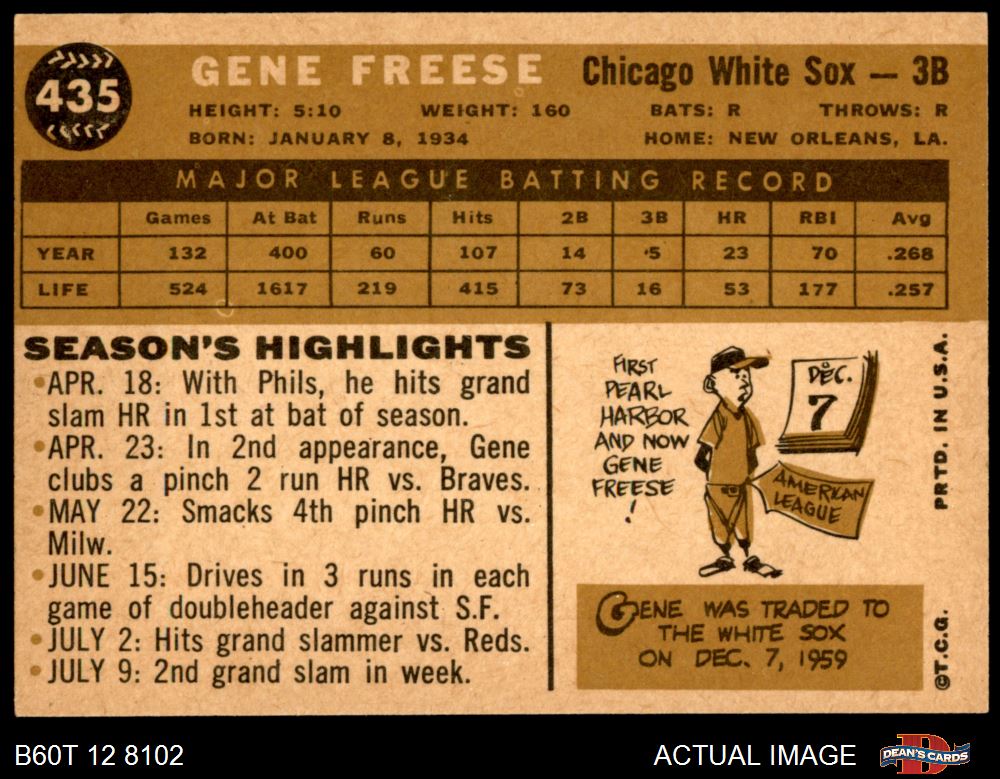 435
GENE FREESE Chicago White Sox — 3B
HEIGHT: 5:10 WEIGHT: 160 BATS: R THROWS: R
BORN: JANUARY 8, 1934 HOME: NEW ORLEANS, LA.
MAJOR LEAGUE BATTING RECORD
Games At Bat Runs Hits 2B 3B HR RBI Avg
YEAR 132 400 60 107 14 5 23 70 .268
LIFE 524 1617 219 415 73 16 53 177 .257
SEASON'S HIGHLIGHTS
•APR. 18: With Phils, he hits grand
slam HR in 1st at bat of season.
•APR. 23: In 2nd appearance, Gene
clubs a pinch 2 run HR vs. Braves.
•MAY 22: Smacks 4th pinch HR vs.
Milw.
•JUNE 15: Drives in 3 runs in each
game of doubleheader against S.F.
•JULY 2: Hits grand slammer vs. Reds.
•JULY 9: 2nd grand slam in week.
FIRST
PEARL
HARBOR
AND NOW
GENE
FREESE
!
DEC.
7
AMERICAN
LEAGUE
GENE WAS TRADED TO
THE WHITE SOX
ON DEC. 7, 1959
PRTD. IN U.S.A.
©T.C.G.
B60T 12 8102
ACTUAL IMAGE
DEAN'S CARDS